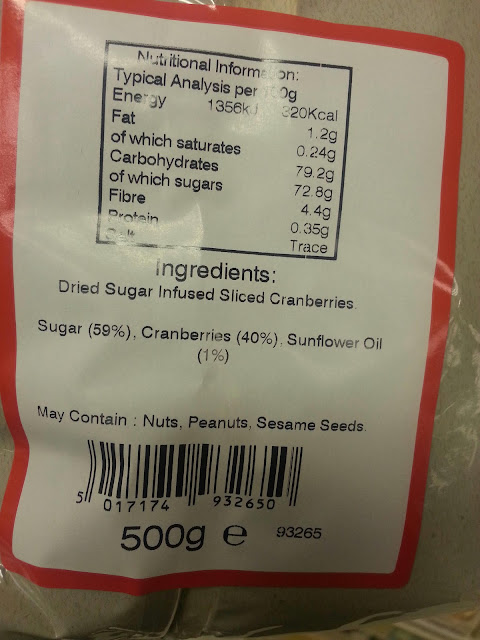 Nutritional Information:
Typical Analysis per 100g
Energy 1356kJ 320Kcal
Fat 1.2g
of which saturates 0.24g
Carbohydrates 79.2g
of which sugars 72.8g
Fibre 4.4g
Protein 0.35g
Salt Trace
Ingredients:
Dried Sugar Infused Sliced Cranberries.
Sugar (59%), Cranberries (40%), Sunflower Oil
(1%)
May Contain : Nuts, Peanuts, Sesame Seeds.
5 017174 932650
500g e 93265